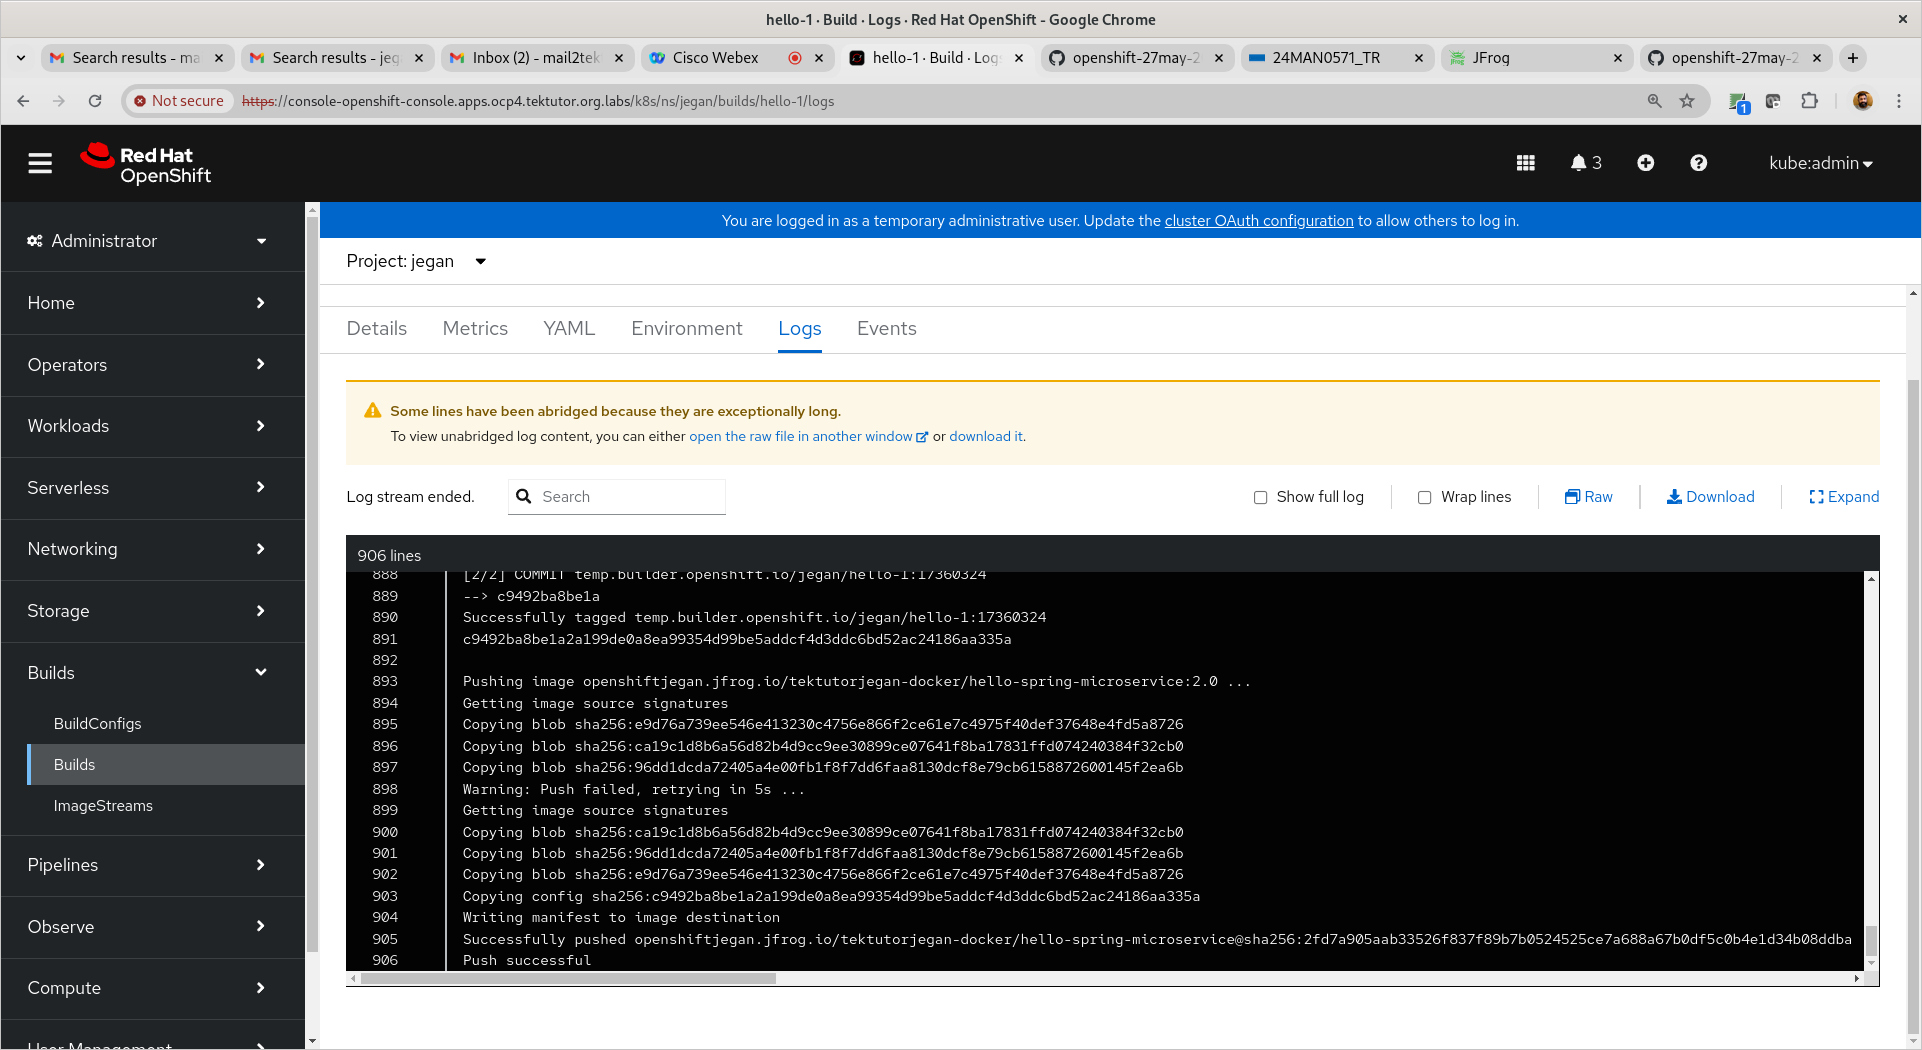 hello-1 · Build · Logs · Red Hat OpenShift - Google Chrome
Search results - ma
Search results - jeg
Inbox (2) - mail2tek
Cisco Webex
hello-1 · Build · Logs
openshift-27may-2
24MAN0571_TR
JFrog
openshift-27may-2
Not secure
https://console-openshift-console.apps.ocp4.tektutor.org.labs/k8s/ns/jegan/builds/hello-1/logs
1
Red Hat
OpenShift
3
kube:admin
You are logged in as a temporary administrative user. Update the cluster OAuth configuration to allow others to log in.
Administrator
Home
Operators
Workloads
Serverless
Networking
Storage
Builds
BuildConfigs
Builds
ImageStreams
Pipelines
Observe
Compute
User Management
Project: jegan
Details
Metrics
YAML
Environment
Logs
Events
Some lines have been abridged because they are exceptionally long.
To view unabridged log content, you can either open the raw file in another window or download it.
Log stream ended.
Search
Show full log
Wrap lines
Raw
Download
Expand
906 lines
888 [2/2] COMMIT temp.builder.openshift.io/jegan/hello-1:17360324
889 --> c9492ba8be1a
890 Successfully tagged temp.builder.openshift.io/jegan/hello-1:17360324
891 c9492ba8be1a2a199de0a8ea99354d99be5addcf4d3ddc6bd52ac24186aa335a
892
893 Pushing image openshiftjegan.jfrog.io/tektutorjegan-docker/hello-spring-microservice:2.0 ...
894 Getting image source signatures
895 Copying blob sha256:e9d76a739ee546e413230c4756e866f2ce61e7c4975f40def37648e4fd5a8726
896 Copying blob sha256:ca19c1d8b6a56d82b4d9cc9ee30899ce07641f8ba17831ffd074240384f32cb0
897 Copying blob sha256:96dd1dcda72405a4e00fb1f8f7dd6faa8130dcf8e79cb6158872600145f2ea6b
898 Warning: Push failed, retrying in 5s ...
899 Getting image source signatures
900 Copying blob sha256:ca19c1d8b6a56d82b4d9cc9ee30899ce07641f8ba17831ffd074240384f32cb0
901 Copying blob sha256:96dd1dcda72405a4e00fb1f8f7dd6faa8130dcf8e79cb6158872600145f2ea6b
902 Copying blob sha256:e9d76a739ee546e413230c4756e866f2ce61e7c4975f40def37648e4fd5a8726
903 Copying config sha256:c9492ba8be1a2a199de0a8ea99354d99be5addcf4d3ddc6bd52ac24186aa335a
904 Writing manifest to image destination
905 Successfully pushed openshiftjegan.jfrog.io/tektutorjegan-docker/hello-spring-microservice@sha256:2fd7a905aab33526f837f89b7b0524525ce7a688a67b0df5c0b4e1d34b08ddba
906 Push successful